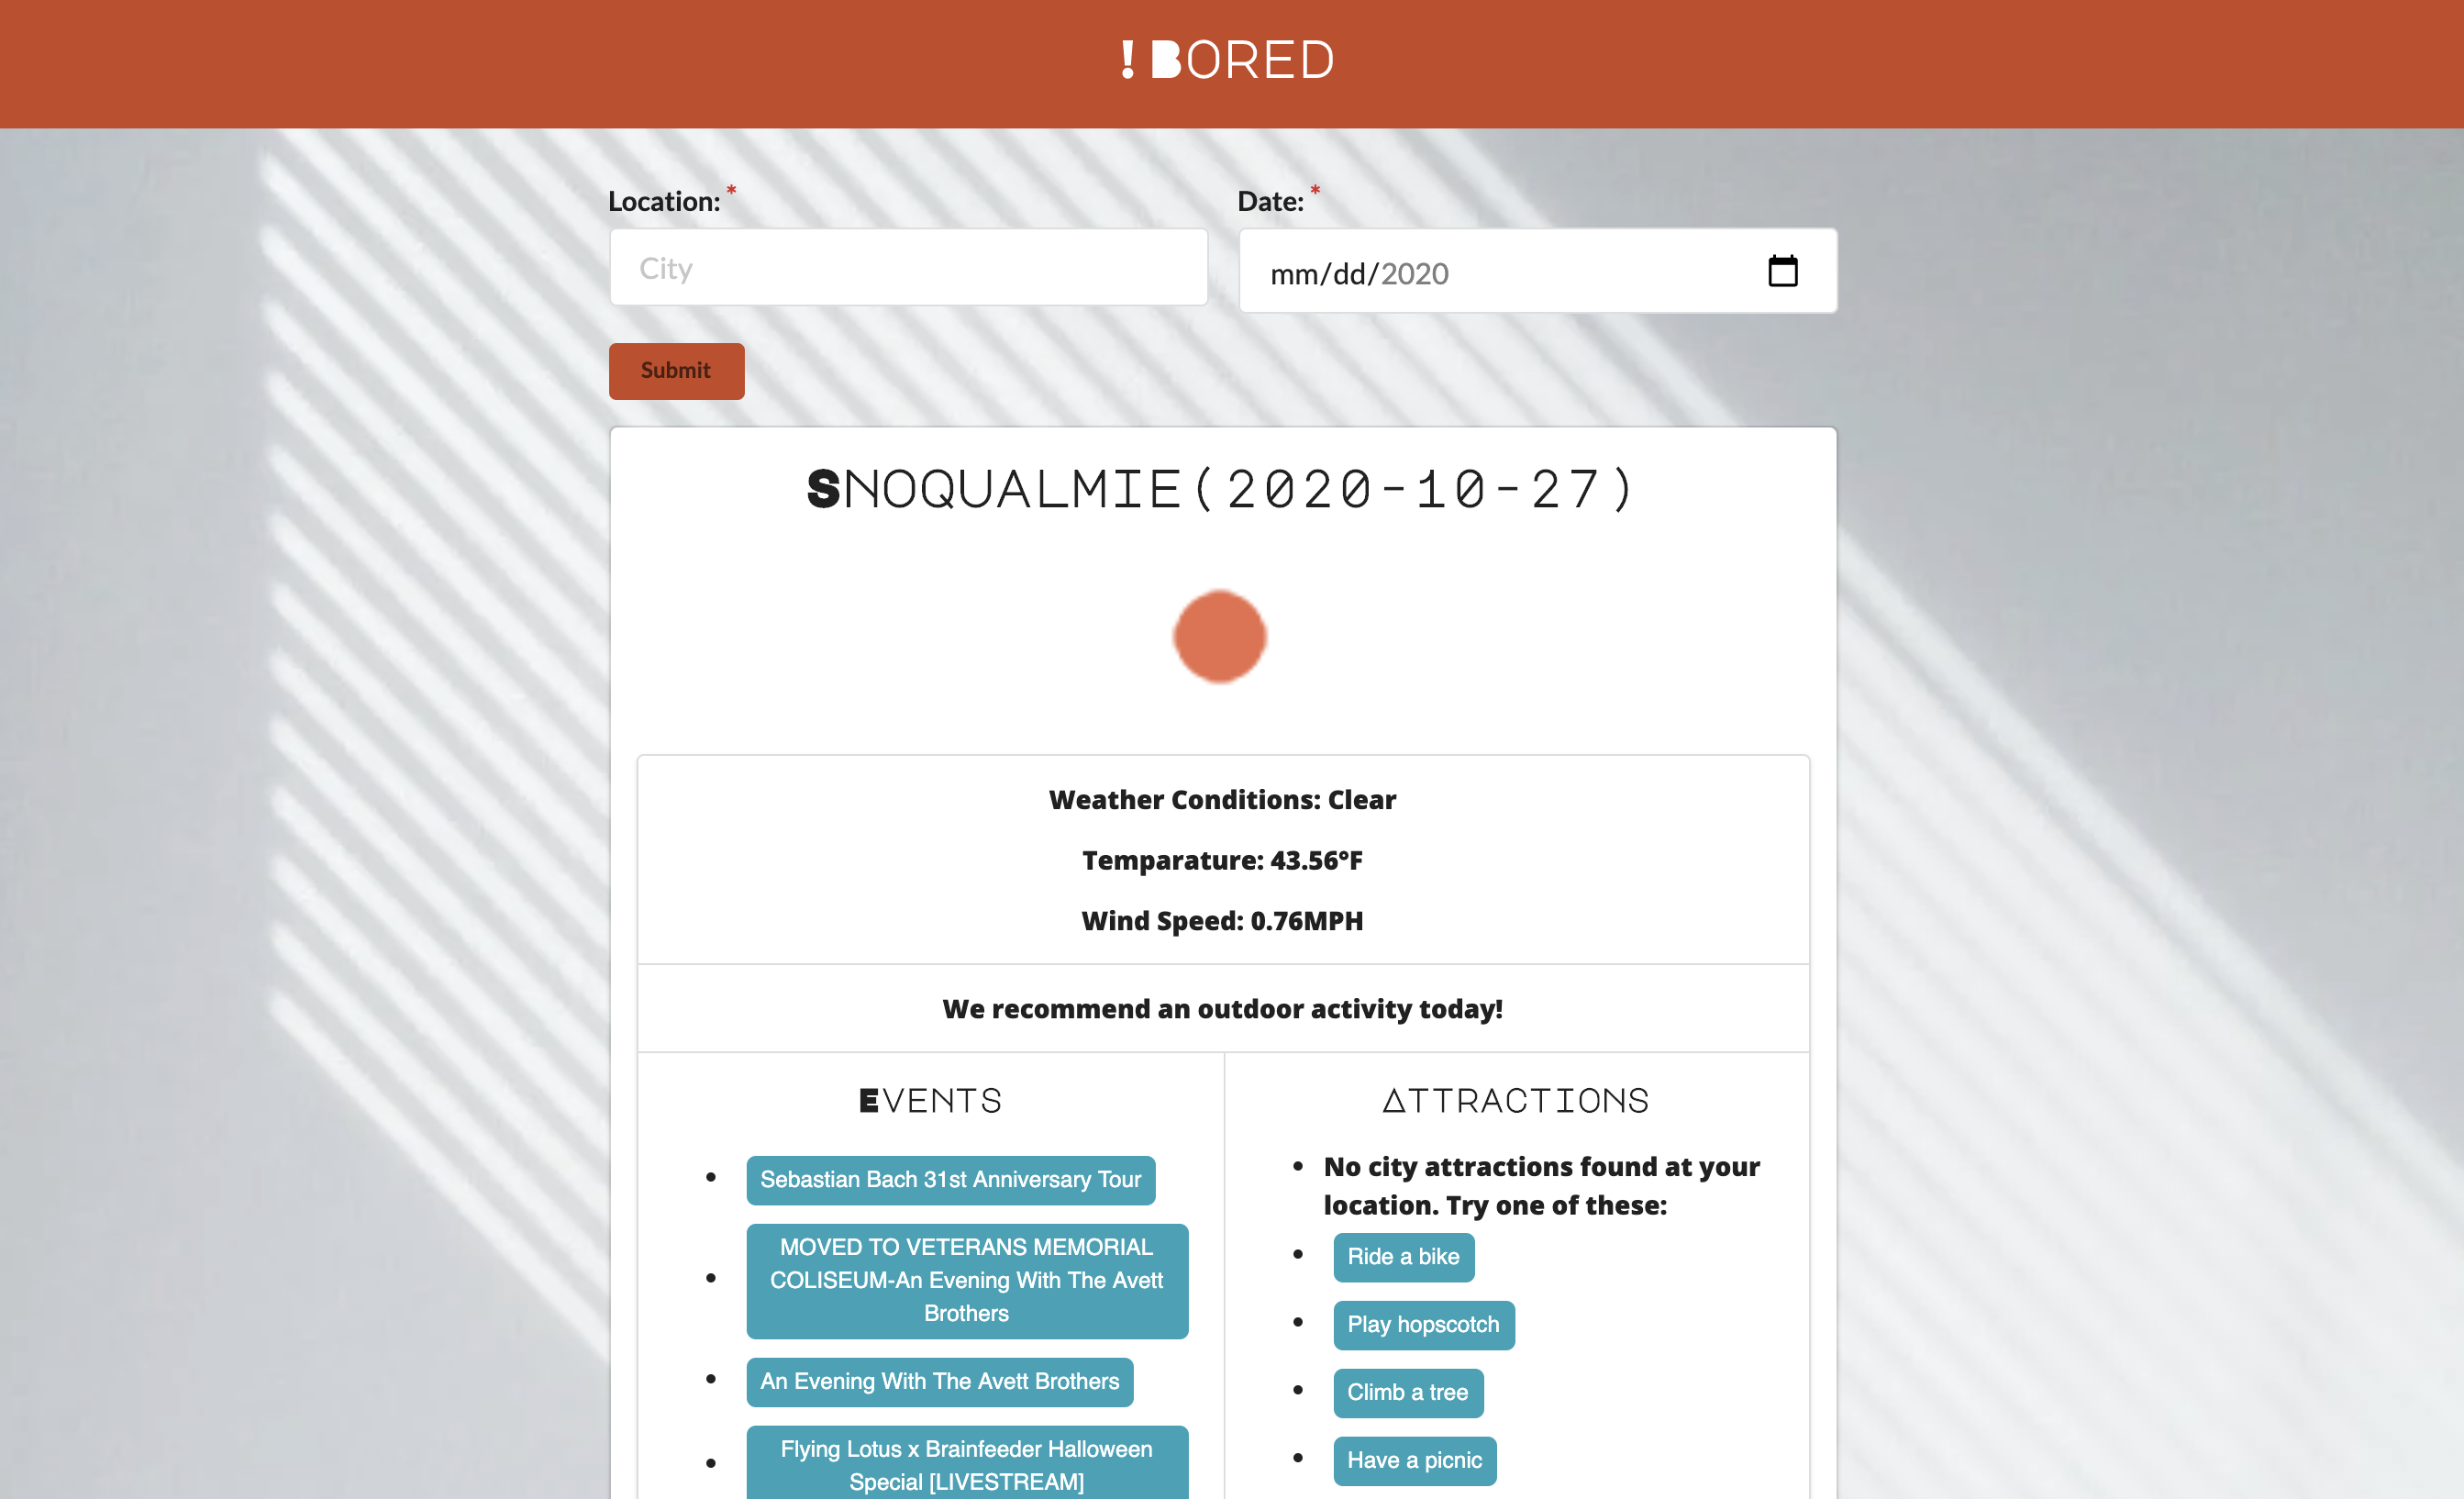 ! BORED
Location: *
Date: *
City
mm/dd/2020
Submit
SNOQUALMIE(2020-10-27)
Weather Conditions: Clear
Temparature: 43.56°F
Wind Speed: 0.76MPH
We recommend an outdoor activity today!
EVENTS
Sebastian Bach 31st Anniversary Tour
MOVED TO VETERANS MEMORIAL
COLISEUM-An Evening With The Avett
Brothers
An Evening With The Avett Brothers
Flying Lotus x Brainfeeder Halloween
Special [LIVESTREAM]
ATTRACTIONS
No city attractions found at your
location. Try one of these:
Ride a bike
Play hopscotch
Climb a tree
Have a picnic